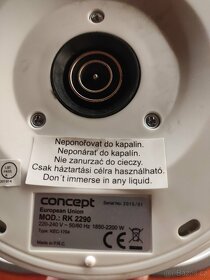 Neponořovat do kapalin.
Neponárať do kapalin.
Nie zanurzać do cieczy.
Csak háztartási célra használható.
Don´t immerse in any liquid.
concept
European Union
MOD.: RK 2290
220-240 V ~ 50/60 Hz 1850-2200 W
Made in P.R.C.